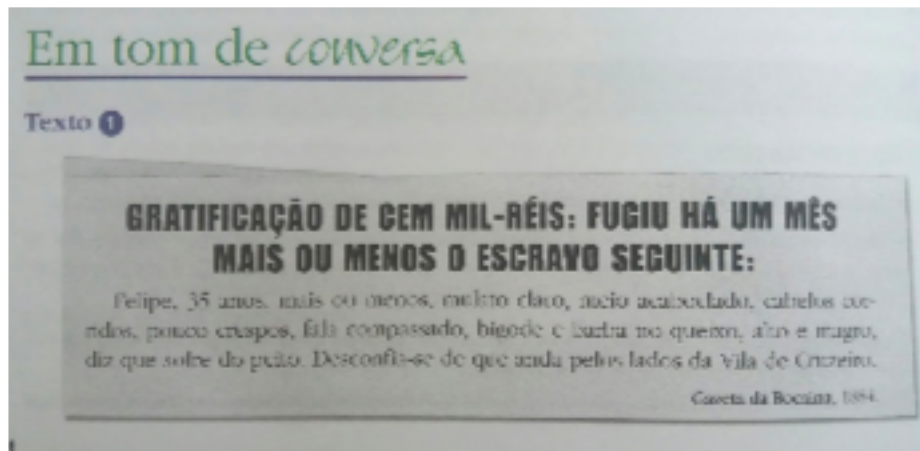 Em tom de conversa
Texto 1
GRATIFICAÇÃO DE CEM MIL-RÉIS: FUGIU HÁ UM MÊS
MAIS OU MENOS O ESCRAVO SEGUINTE:
Felipe, 35 anos, mais ou menos, mulato claro, meio acaboclado, cabelos cor-
ridos, pouco crespos, fala compassado, bigode e barba no queixo, alto e magro,
diz que sofre do peito. Desconfia-se de que anda pelos lados da Vila de Cruzeiro.
Gazeta da Bocaina, 1884.